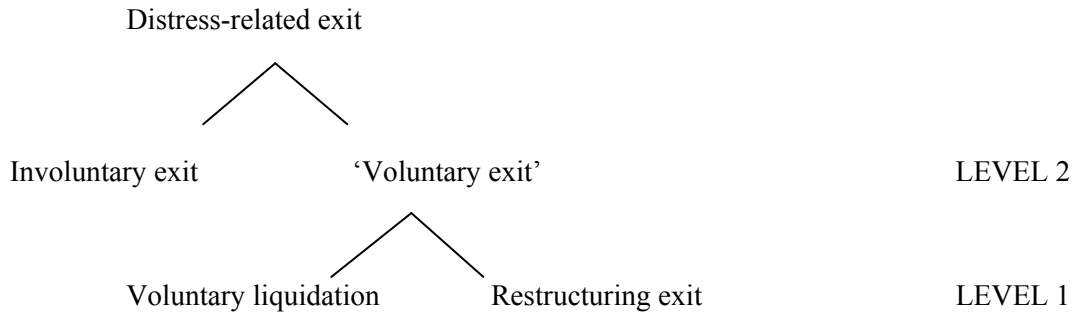 Distress-related exit
Involuntary exit ‘Voluntary exit’ LEVEL 2
Voluntary liquidation Restructuring exit LEVEL 1